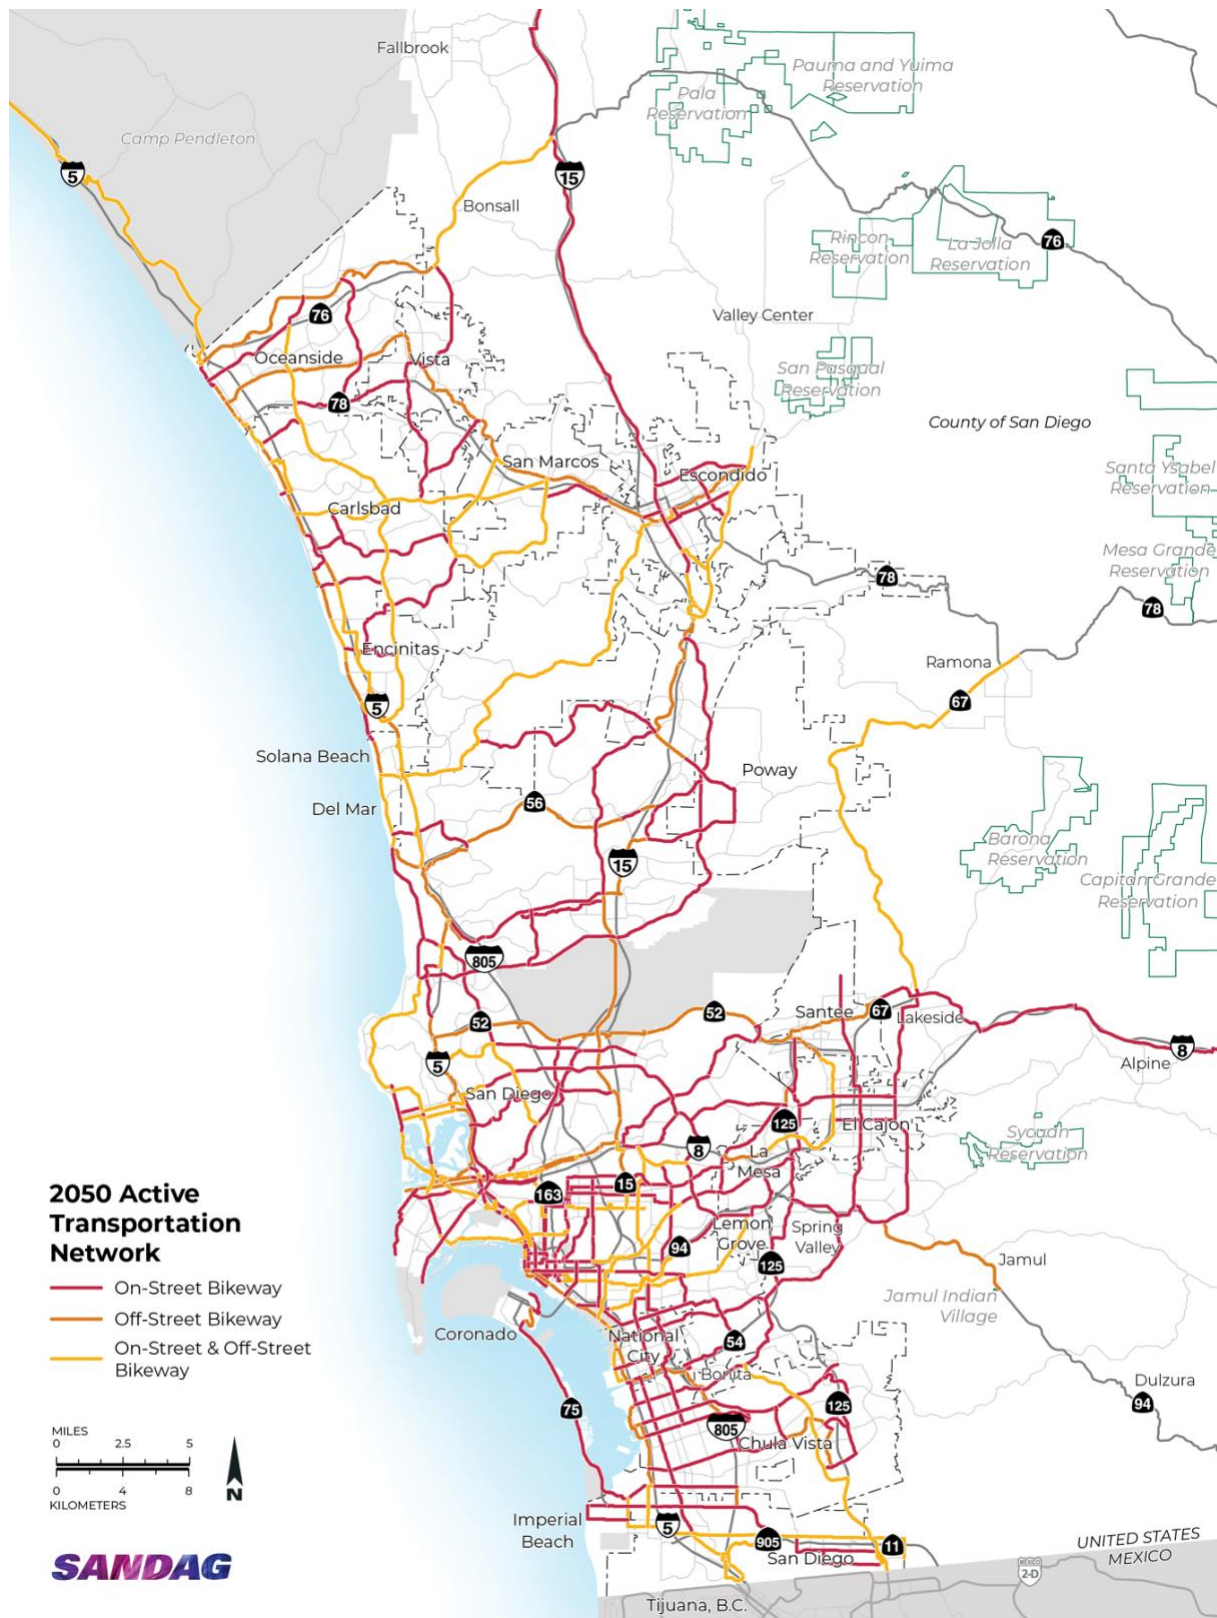 Fallbrook
Pauma and Yuima
Reservation
Pala
Reservation
Camp Pendleton
5
15
Bonsall
Rincon
Reservation
La Jolla
Reservation
76
Valley Center
76
Oceanside
Vista
San Pasqual
Reservation
78
County of San Diego
San Marcos
Escondido
Santa Ysabel
Reservation
Carlsbad
Mesa Grande
Reservation
78
78
Encinitas
Ramona
67
5
Solana Beach
Poway
Del Mar
56
15
Barona
Reservation
Capitan Grande
Reservation
805
52
52
Santee
67
Lakeside
5
8
Alpine
San Diego
125
El Cajon
Sycuan
Reservation
8
La
Mesa
2050 Active
Transportation
Network
163
15
Lemon
Grove
Spring
Valley
94
125
Jamul
On-Street Bikeway
Off-Street Bikeway
On-Street & Off-Street
Bikeway
Jamul Indian
Village
Coronado
National
City
54
Bonita
Dulzura
94
75
125
805
Chula Vista
MILES
0 2.5 5
0 4 8
KILOMETERS
N
Imperial
Beach
5
905
11
San Diego
UNITED STATES
MEXICO
MEXICO
2-D
SANDAG
Tijuana, B.C.